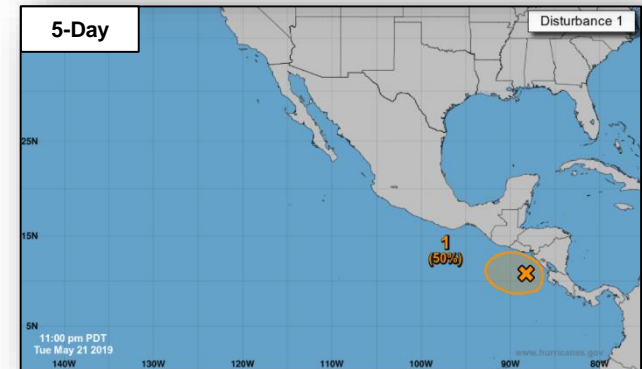 5-Day
Disturbance 1
25N
15N
1
(50%)
5N
11:00 pm PDT
Tue May 21 2019
www.hurricanes.gov
140W 130W 120W 110W 100W 90W 80W